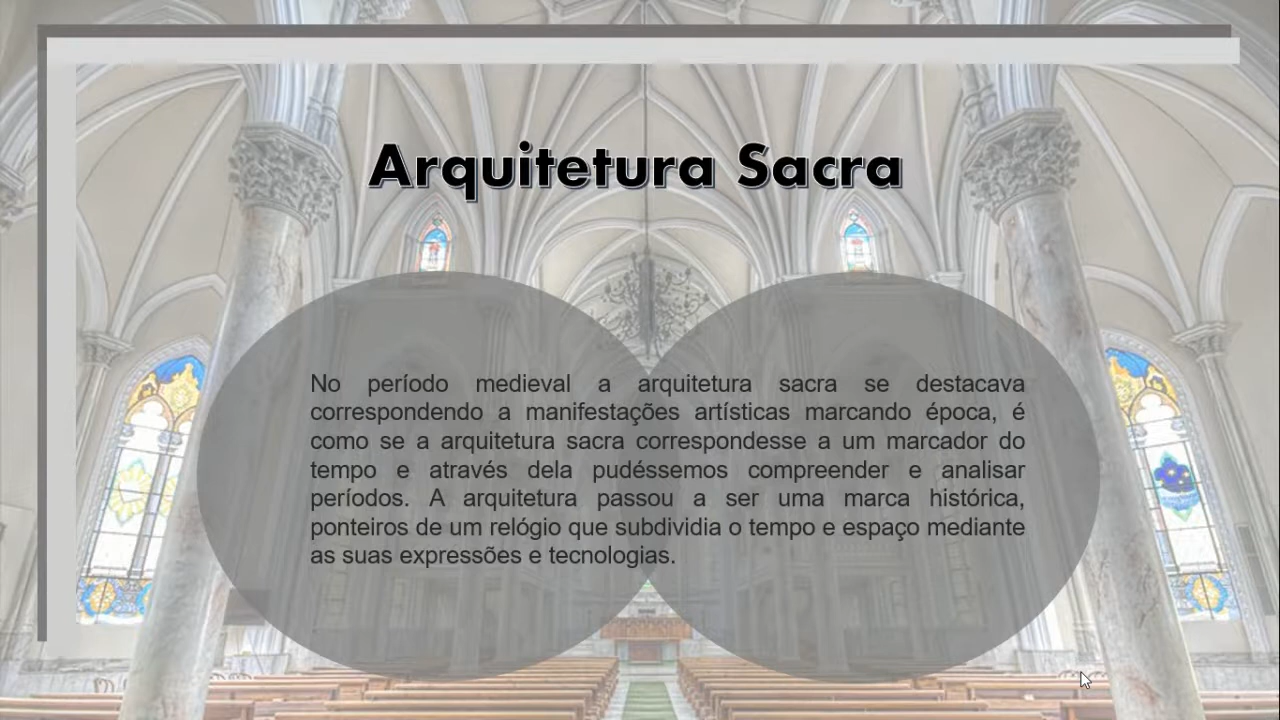 Arquitetura Sacra
No período medieval a arquitetura sacra se destacava
correspondendo a manifestações artísticas marcando época, é
como se a arquitetura sacra correspondesse a um marcador do
tempo e através dela pudéssemos compreender e analisar
períodos. A arquitetura passou a ser uma marca histórica,
ponteiros de um relógio que subdividia o tempo e espaço mediante
as suas expressões e tecnologias.